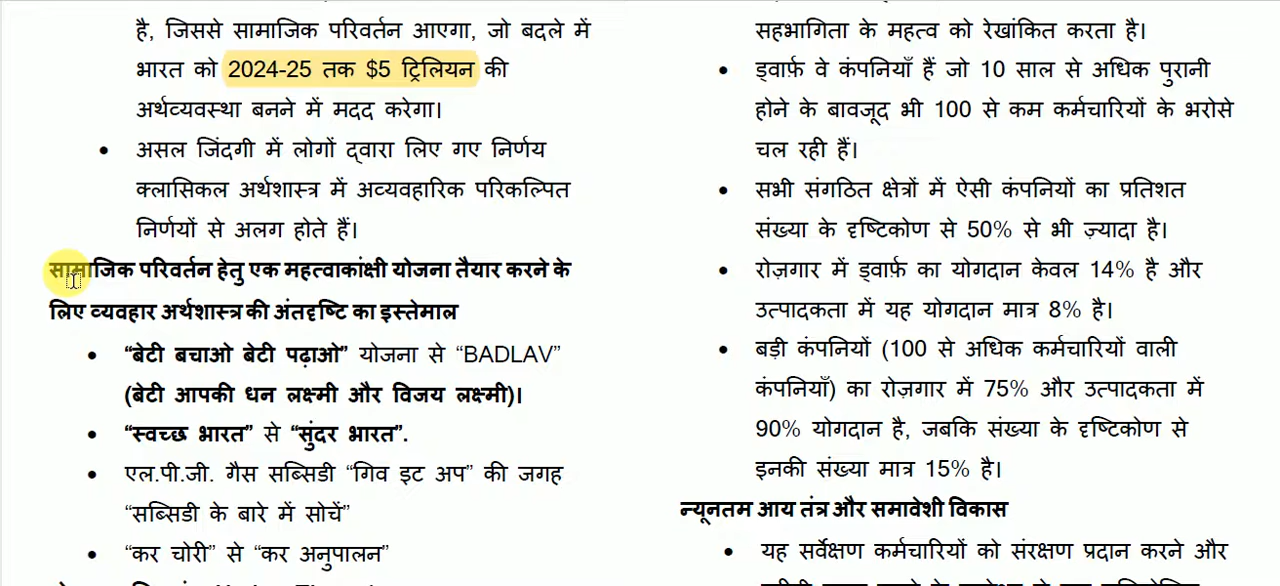 है, जिससे सामाजिक परिवर्तन आएगा, जो बदले में
भारत को 2024-25 तक $5 ट्रिलियन की
अर्थव्यवस्था बनने में मदद करेगा।
• असल जिंदगी में लोगों द्वारा लिए गए निर्णय
क्लासिकल अर्थशास्त्र में अव्यवहारिक परिकल्पित
निर्णयों से अलग होते हैं।
सामाजिक परिवर्तन हेतु एक महत्वाकांक्षी योजना तैयार करने के
लिए व्यवहार अर्थशास्त्र की अंतदृष्टि का इस्तेमाल
• “बेटी बचाओ बेटी पढ़ाओ” योजना से “BADLAV”
(बेटी आपकी धन लक्ष्मी और विजय लक्ष्मी)।
• “स्वच्छ भारत” से “सुंदर भारत”.
• एल.पी.जी. गैस सब्सिडी “गिव इट अप” की जगह
“सब्सिडी के बारे में सोचें”
• “कर चोरी” से “कर अनुपालन”
सहभागिता के महत्व को रेखांकित करता है।
• ड्वार्फ़ वे कंपनियाँ हैं जो 10 साल से अधिक पुरानी
होने के बावजूद भी 100 से कम कर्मचारियों के भरोसे
चल रही हैं।
• सभी संगठित क्षेत्रों में ऐसी कंपनियों का प्रतिशत
संख्या के दृष्टिकोण से 50% से भी ज़्यादा है।
• रोज़गार में ड्वार्फ़ का योगदान केवल 14% है और
उत्पादकता में यह योगदान मात्र 8% है।
• बड़ी कंपनियों (100 से अधिक कर्मचारियों वाली
कंपनियाँ) का रोज़गार में 75% और उत्पादकता में
90% योगदान है, जबकि संख्या के दृष्टिकोण से
इनकी संख्या मात्र 15% है।
न्यूनतम आय तंत्र और समावेशी विकास
• यह सर्वेक्षण कर्मचारियों को संरक्षण प्रदान करने और